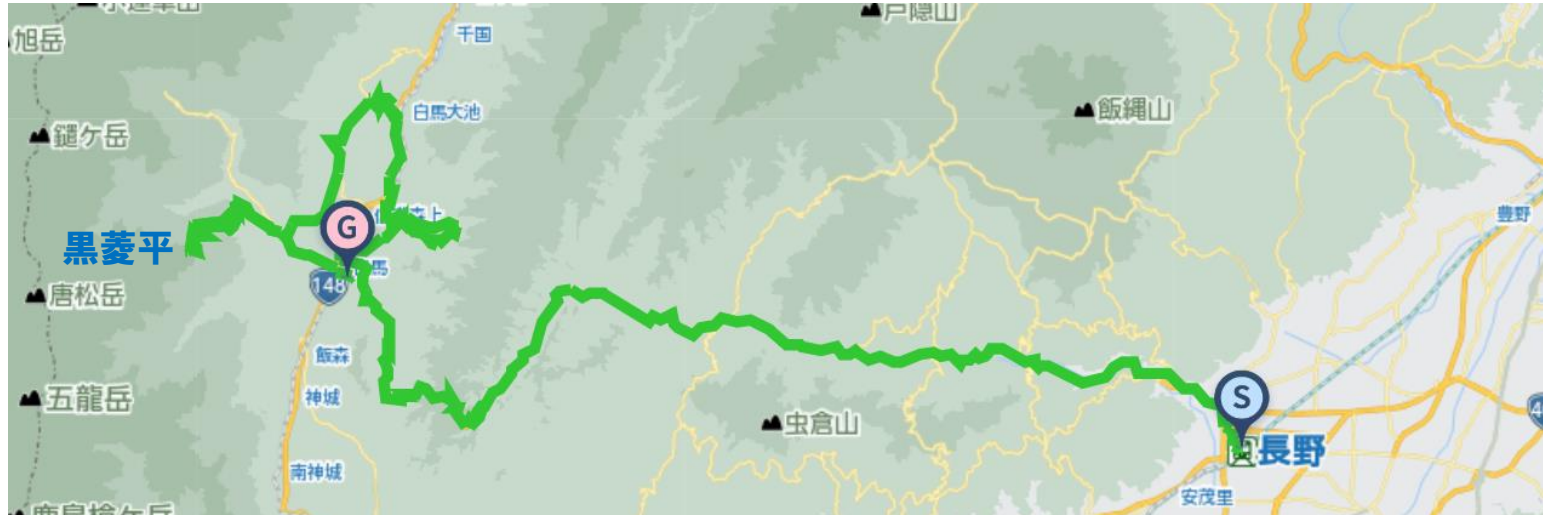 戸隠山
旭岳
千国
白馬大池
飯縄山
鑓ケ岳
豊野
G
黒菱平
148
唐松岳
飯森
神城
五龍岳
虫倉山
S
長野
南神城
安茂里